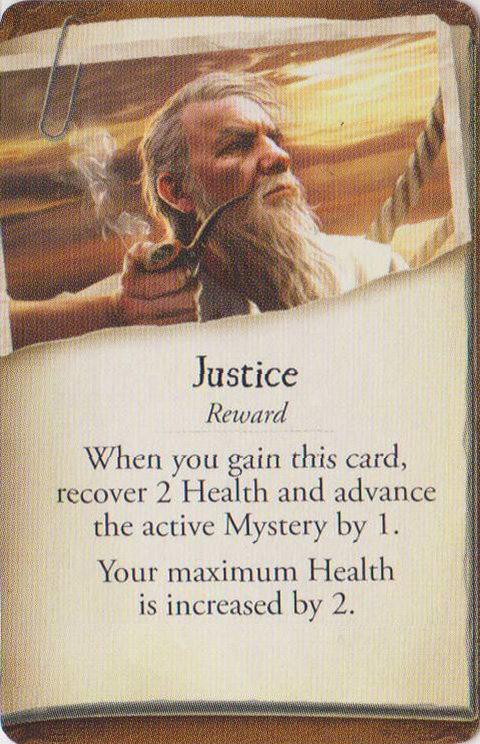 Justice
Reward
When you gain this card,
recover 2 Health and advance
the active Mystery by 1.
Your maximum Health
is increased by 2.